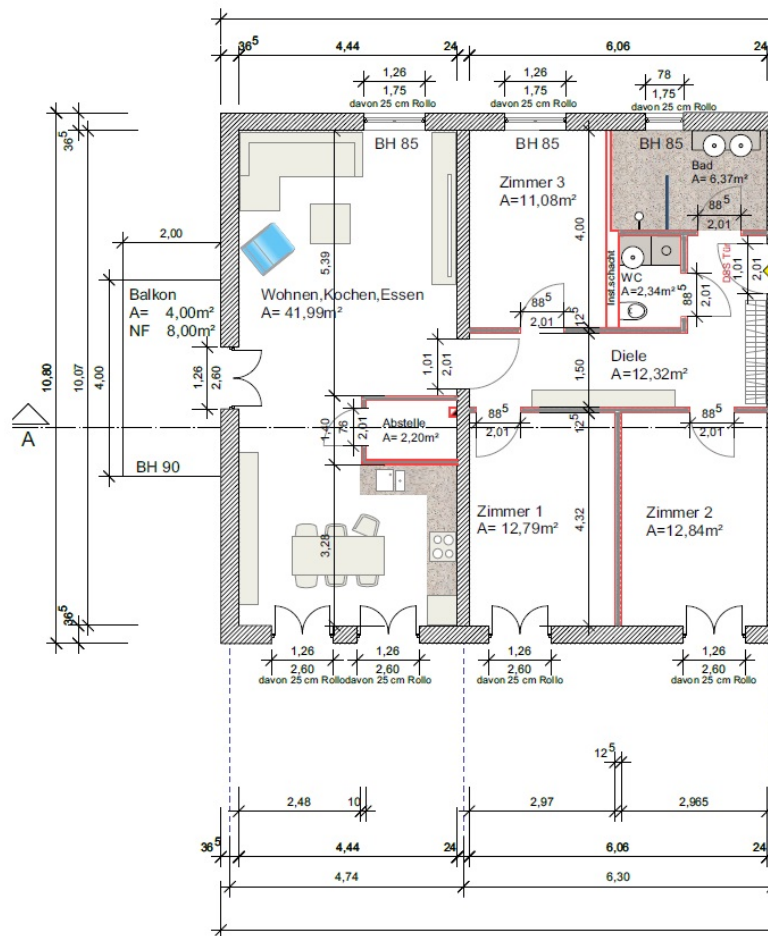 36⁵ 4,44 24 6,06 24
1,26 1,26 78
1,75 1,75 1,75
davon 25 cm Rollo davon 25 cm Rollo davon 25 cm Rollo
BH 85 BH 85 BH 85
36⁵
Bad
A= 6,37m²
Zimmer 3
A=11,08m²
88⁵
2,01
4,00
2,00
5,39
Inst.schacht
WC
A=2,34m²
88⁵
2,01
DBS Tür
1,01
2,01
Balkon
A= 4,00m²
NF 8,00m²
Wohnen,Kochen,Essen
A= 41,99m²
88⁵
2,01
12⁵
10,80
10,07
4,00
1,26
2,60
1,01
2,01
1,50
Diele
A=12,32m²
A
1,40
76
2,01
Abstelle
A= 2,20m²
88⁵
2,01
12⁵
88⁵
2,01
BH 90
Zimmer 1
A= 12,79m²
4,32
Zimmer 2
A=12,84m²
3,28
36⁵
1,26 1,26 1,26 1,26
2,60 2,60 2,60 2,60
davon 25 cm Rollo davon 25 cm Rollo davon 25 cm Rollo davon 25 cm Rollo
12⁵
2,48 10 2,97 2,965
36⁵ 4,44 24 6,06 24
4,74 6,30